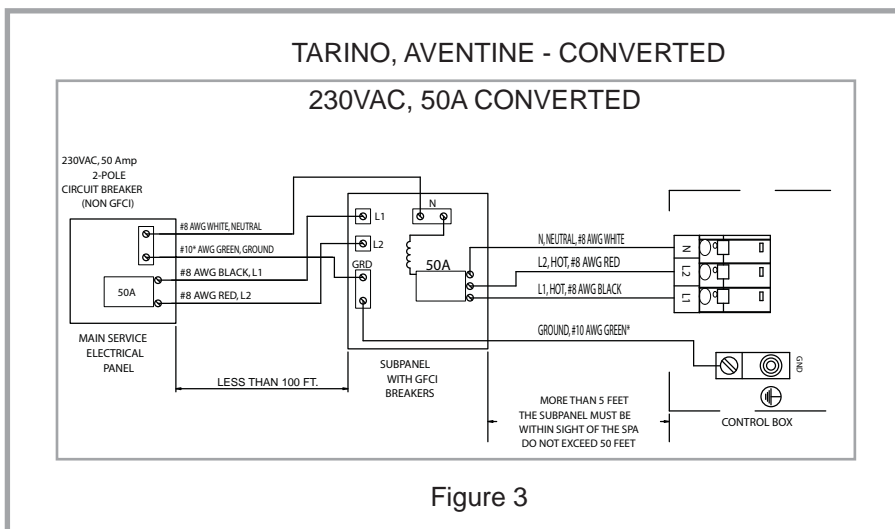 TARINO, AVENTINE - CONVERTED
230VAC, 50A CONVERTED
230VAC, 50 Amp
2-POLE
CIRCUIT BREAKER
(NON GFCI)
#8 AWG WHITE, NEUTRAL
#10* AWG GREEN, GROUND
#8 AWG BLACK, L1
#8 AWG RED, L2
50A
MAIN SERVICE
ELECTRICAL
PANEL
LESS THAN 100 FT.
L1
N
L2
GRD
50A
SUBPANEL
WITH GFCI
BREAKERS
N, NEUTRAL, #8 AWG WHITE
L2, HOT, #8 AWG RED
L1, HOT, #8 AWG BLACK
GROUND, #10 AWG GREEN*
MORE THAN 5 FEET
THE SUBPANEL MUST BE
WITHIN SIGHT OF THE SPA
DO NOT EXCEED 50 FEET
N
L2
L1
GND
CONTROL BOX
Figure 3